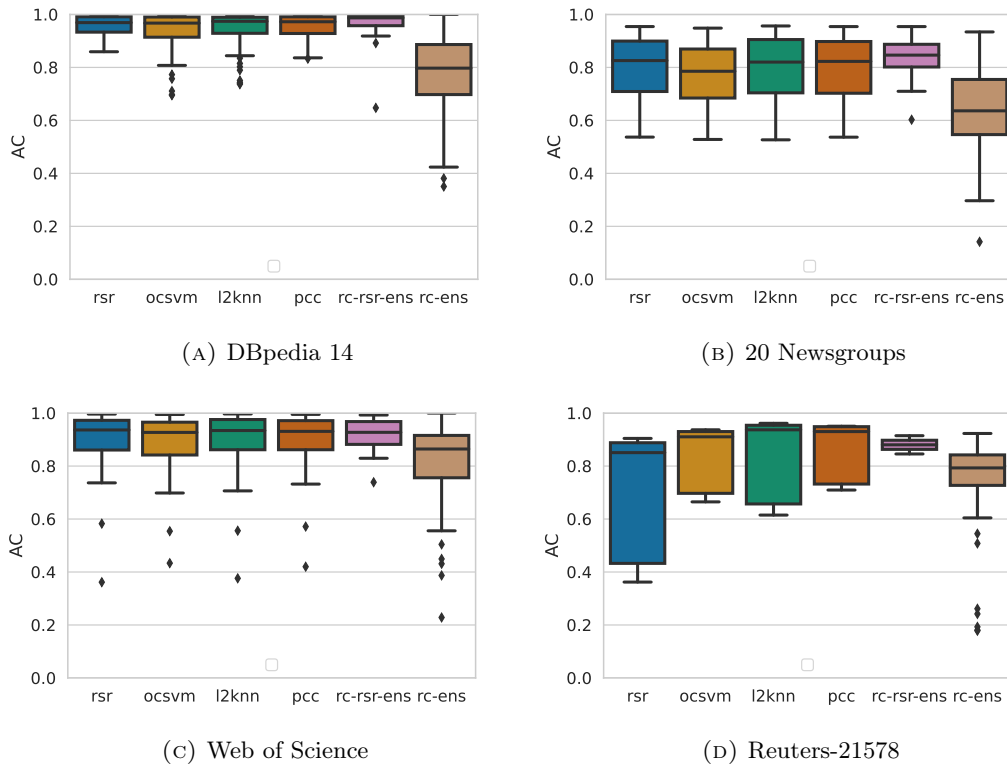 1.0
0.8
0.6
0.4
0.2
0.0
AC
rsr ocsvm l2knn pcc rc-rsr-ens rc-ens
(A) DBpedia 14
1.0
0.8
0.6
0.4
0.2
0.0
AC
rsr ocsvm l2knn pcc rc-rsr-ens rc-ens
(B) 20 Newsgroups
1.0
0.8
0.6
0.4
0.2
0.0
AC
rsr ocsvm l2knn pcc rc-rsr-ens rc-ens
(C) Web of Science
1.0
0.8
0.6
0.4
0.2
0.0
AC
rsr ocsvm l2knn pcc rc-rsr-ens rc-ens
(D) Reuters-21578